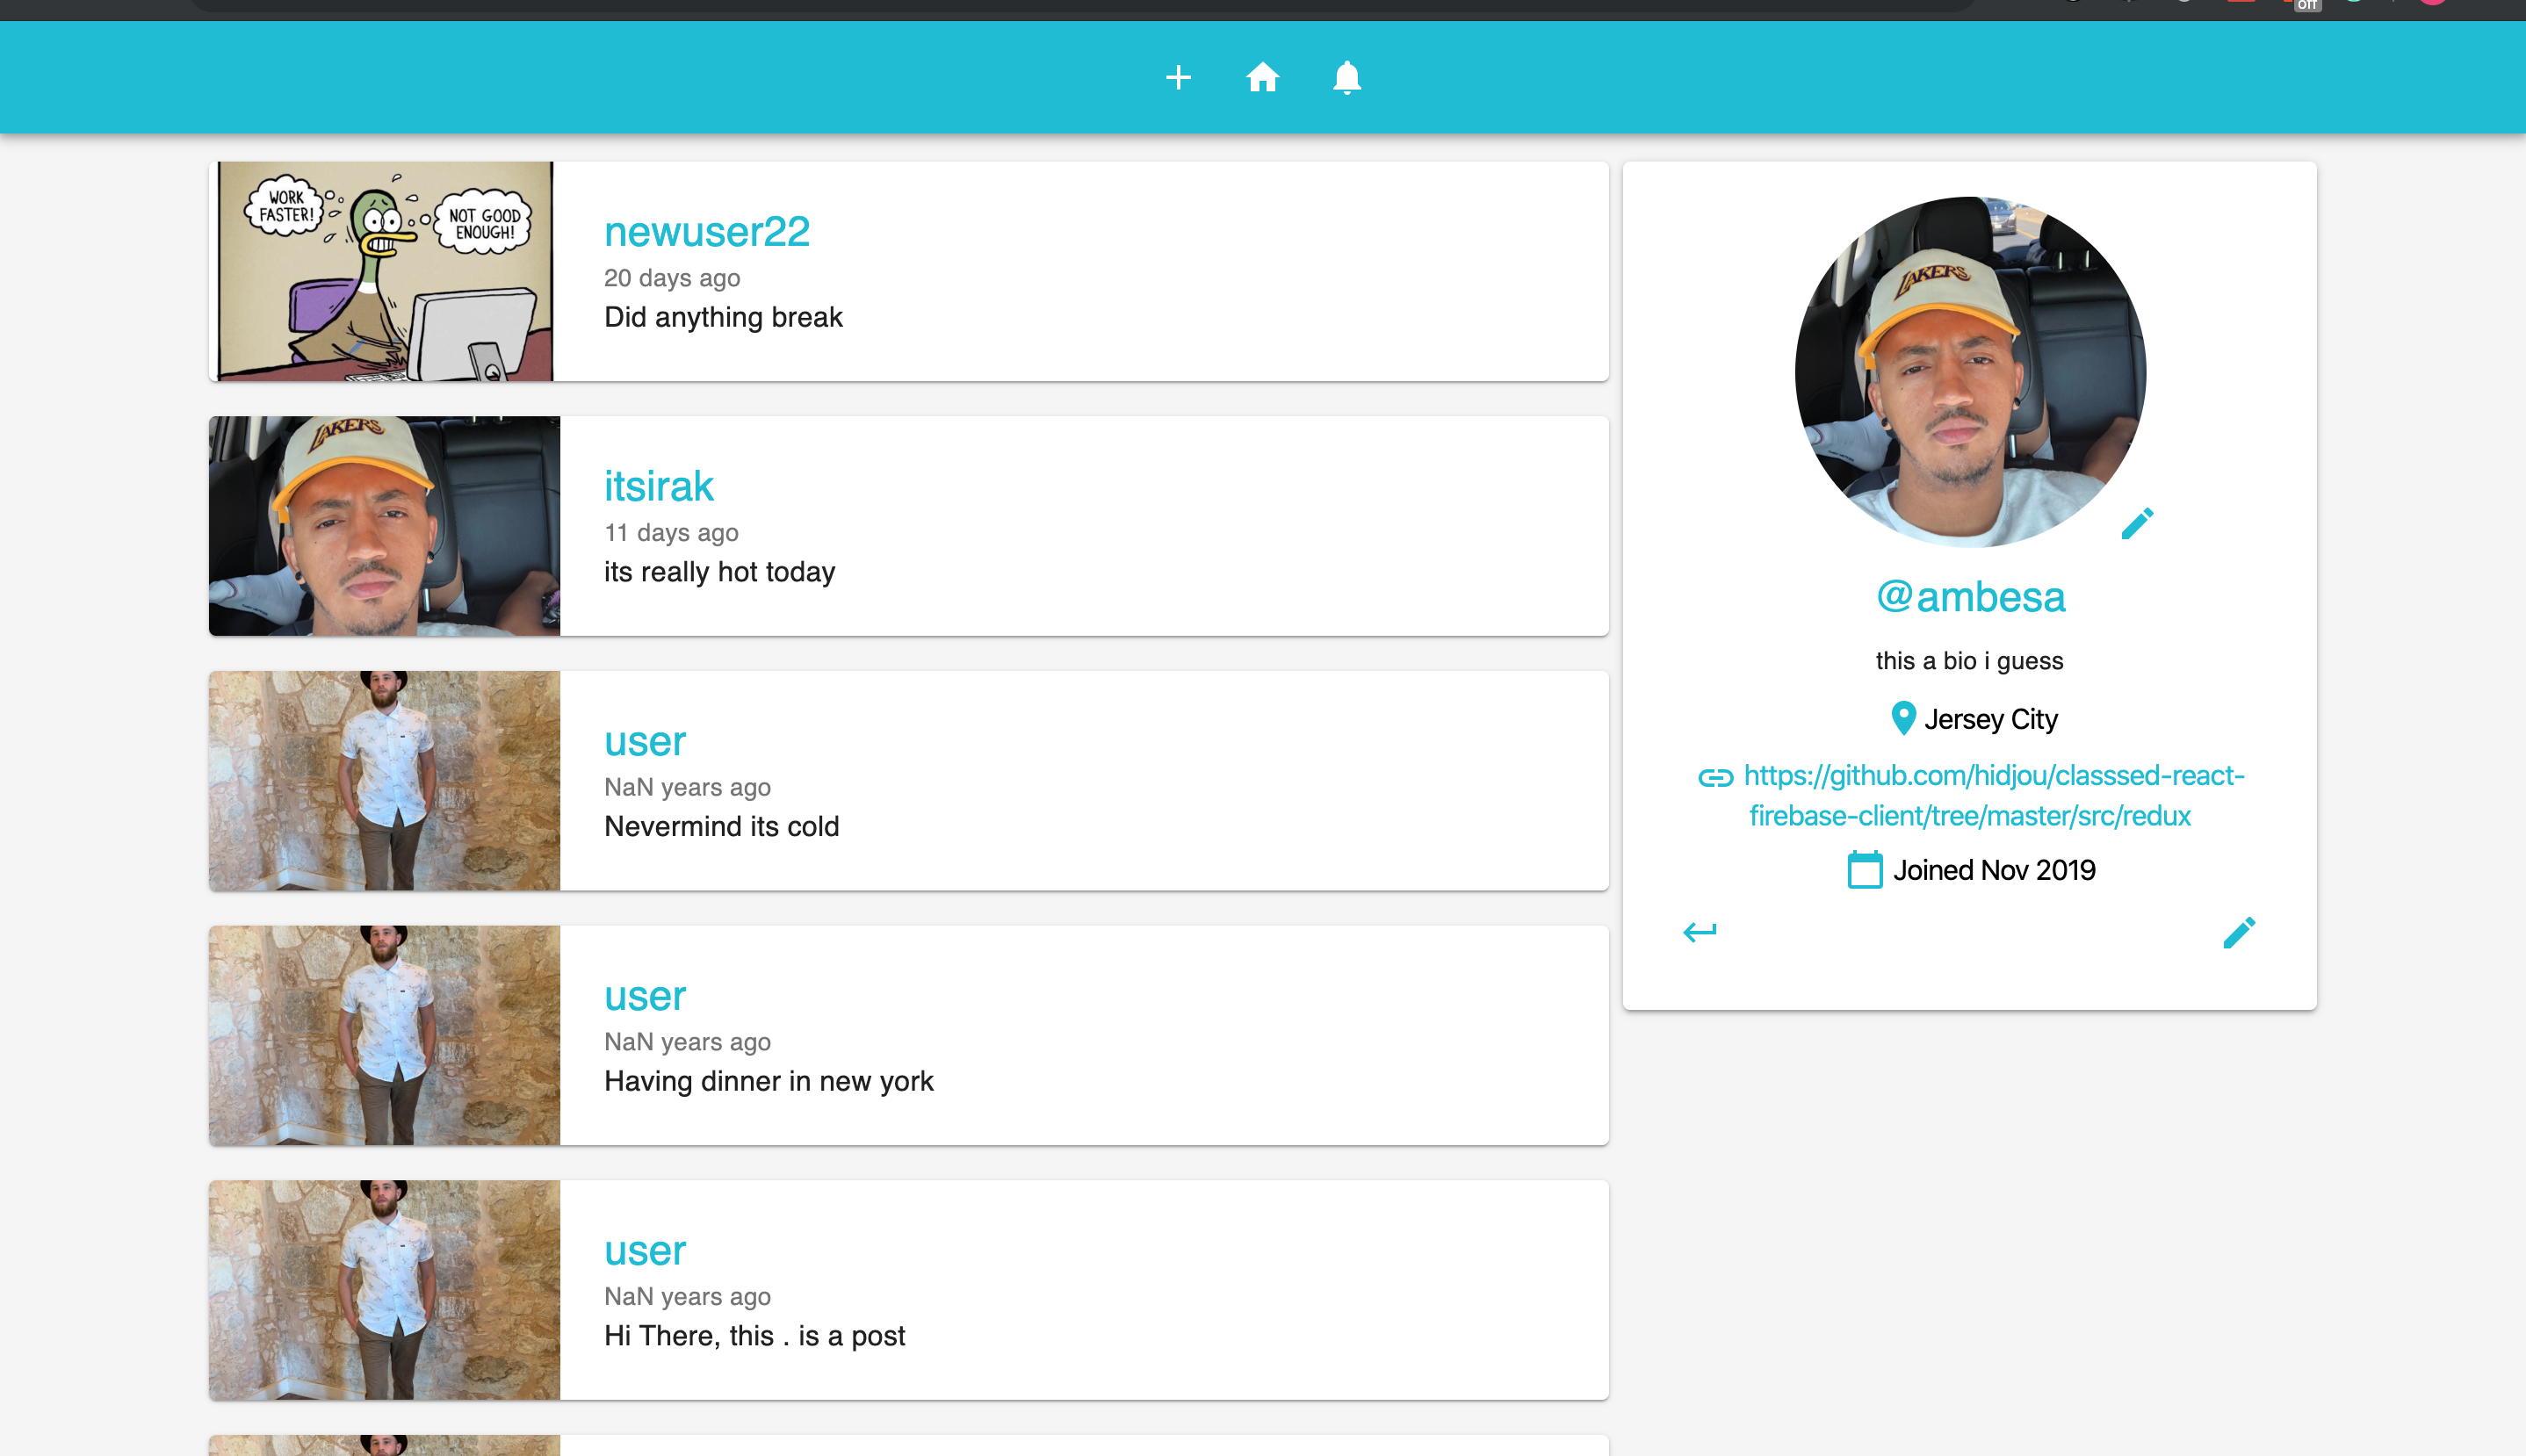 off
WORK
FASTER!
NOT GOOD
ENOUGH!
newuser22
20 days ago
Did anything break
LAKERS
itsirak
11 days ago
its really hot today
user
NaN years ago
Nevermind its cold
user
NaN years ago
Having dinner in new york
user
NaN years ago
Hi There, this . is a post
LAKERS
@ambesa
this a bio i guess
Jersey City
https://github.com/hidjou/classsed-react-
firebase-client/tree/master/src/redux
Joined Nov 2019